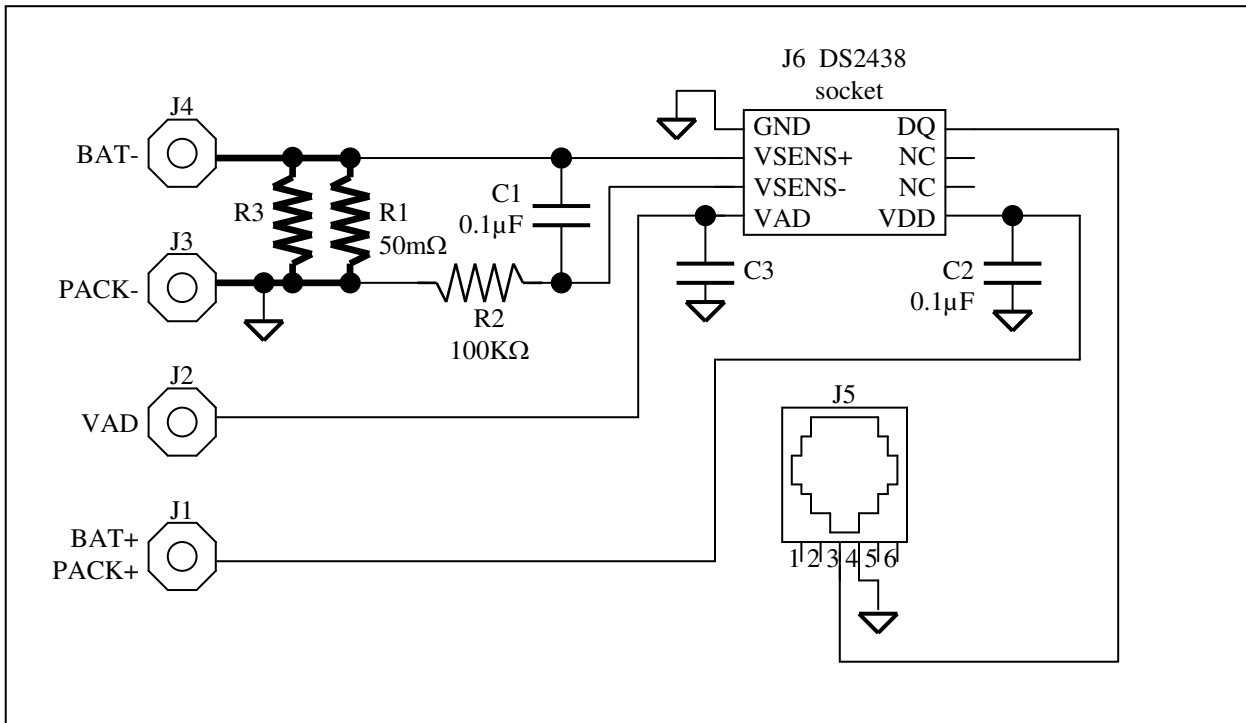 J6 DS2438
socket
J4
BAT-
GND
DQ
VSENS+
NC
VSENS-
NC
VAD
VDD
R3
R1
50mΩ
C1
0.1µF
J3
PACK-
R2
100KΩ
C3
C2
0.1µF
J2
VAD
J5
J1
BAT+
PACK+
1 2 3 4 5 6